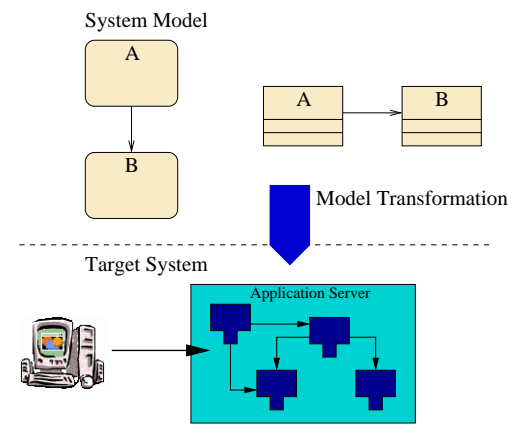 System Model
A
A
B
B
Model Transformation
Target System
Application Server